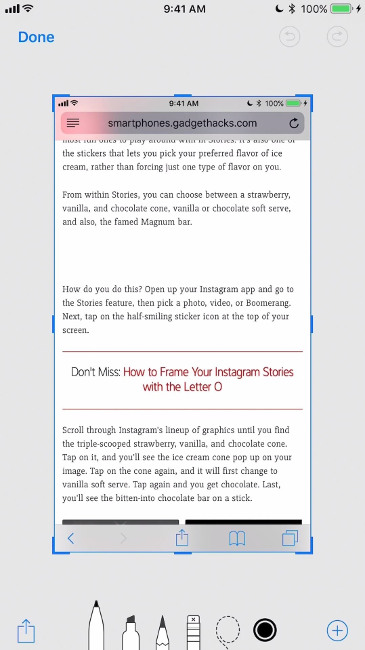 9:41 AM
100%
Done
9:41 AM
100%
smartphones.gadgethacks.com
most fun ones to play around with in Stories. It's also one of
the stickers that lets you pick your preferred flavor of ice
cream, rather than forcing just one type of flavor on you.
From within Stories, you can choose between a strawberry,
vanilla, and chocolate cone, vanilla or chocolate soft serve,
and also, the famed Magnum bar.
How do you do this? Open up your Instagram app and go to
the Stories feature, then pick a photo, video, or Boomerang.
Next, tap on the half-smiling sticker icon at the top of your
screen.
Don't Miss: How to Frame Your Instagram Stories
with the Letter O
Scroll through Instagram's lineup of graphics until you find
the triple-scooped strawberry, vanilla, and chocolate cone.
Tap on it, and you'll see the ice cream cone pop up on your
image. Tap on the cone again, and it will first change to
vanilla soft serve. Tap again and you get chocolate. Last,
you'll see the bitten-into chocolate bar on a stick.